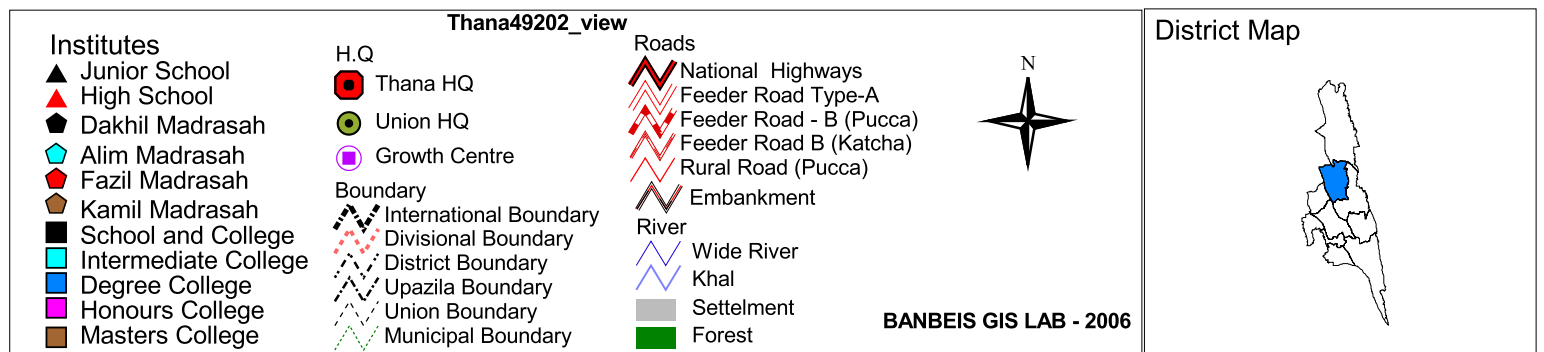 Thana49202_view
Institutes
Junior School
High School
Dakhil Madrasah
Alim Madrasah
Fazil Madrasah
Kamil Madrasah
School and College
Intermediate College
Degree College
Honours College
Masters College
H.Q
Thana HQ
Union HQ
Growth Centre
Boundary
International Boundary
Divisional Boundary
District Boundary
Upazila Boundary
Union Boundary
Municipal Boundary
Roads
National Highways
Feeder Road Type-A
Feeder Road - B (Pucca)
Feeder Road B (Katcha)
Rural Road (Pucca)
Embankment
River
Wide River
Khal
Settelment
Forest
N
BANBEIS GIS LAB - 2006
District Map